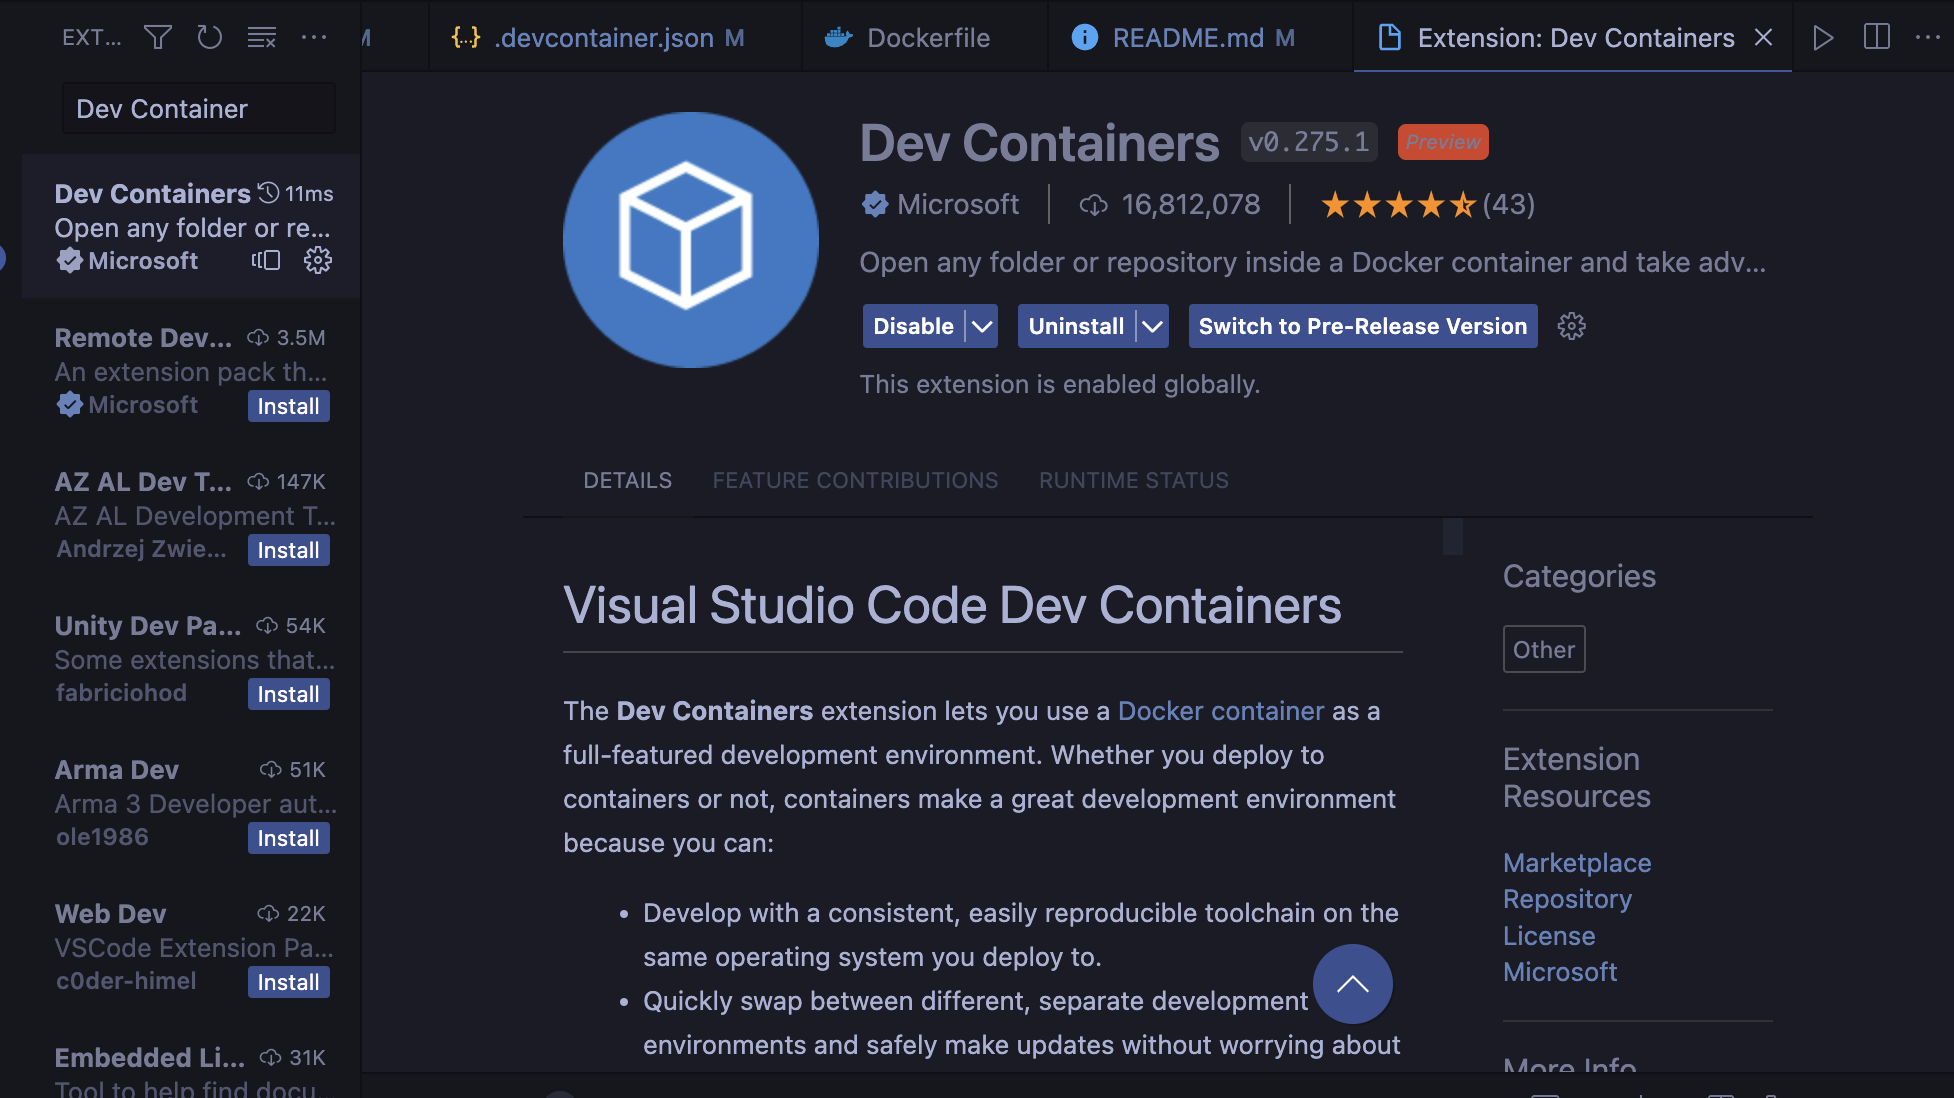 EXT...
M
{...} .devcontainer.json M
Dockerfile
README.md M
Extension: Dev Containers
Dev Container
Dev Containers 11ms
Open any folder or re...
Microsoft
Remote Dev... 3.5M
An extension pack th...
Microsoft Install
AZ AL Dev T... 147K
AZ AL Development T...
Andrzej Zwie... Install
Unity Dev Pa... 54K
Some extensions that...
fabriciohod Install
Arma Dev 51K
Arma 3 Developer aut...
ole1986 Install
Web Dev 22K
VSCode Extension Pa...
c0der-himel Install
Embedded Li... 31K
Tool to help find docu...
Dev Containers v0.275.1 Preview
Microsoft 16,812,078 (43)
Open any folder or repository inside a Docker container and take adv...
Disable Uninstall Switch to Pre-Release Version
This extension is enabled globally.
DETAILS FEATURE CONTRIBUTIONS RUNTIME STATUS
Visual Studio Code Dev Containers
The Dev Containers extension lets you use a Docker container as a
full-featured development environment. Whether you deploy to
containers or not, containers make a great development environment
because you can:
• Develop with a consistent, easily reproducible toolchain on the
same operating system you deploy to.
• Quickly swap between different, separate development
environments and safely make updates without worrying about
Categories
Other
Extension
Resources
Marketplace
Repository
License
Microsoft
More Info